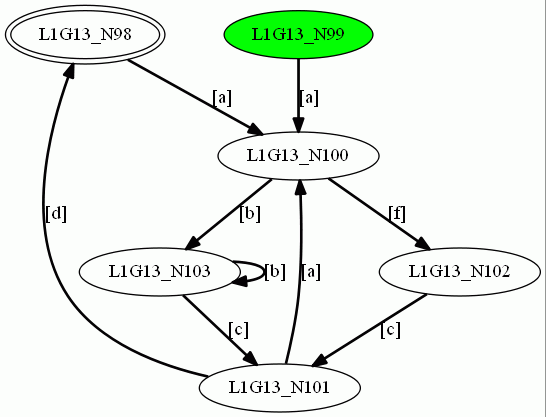 L1G13_N98
L1G13_N99
[a]
[a]
L1G13_N100
[d]
[b]
[f]
L1G13_N103
[b]
[a]
L1G13_N102
[c]
[c]
L1G13_N101